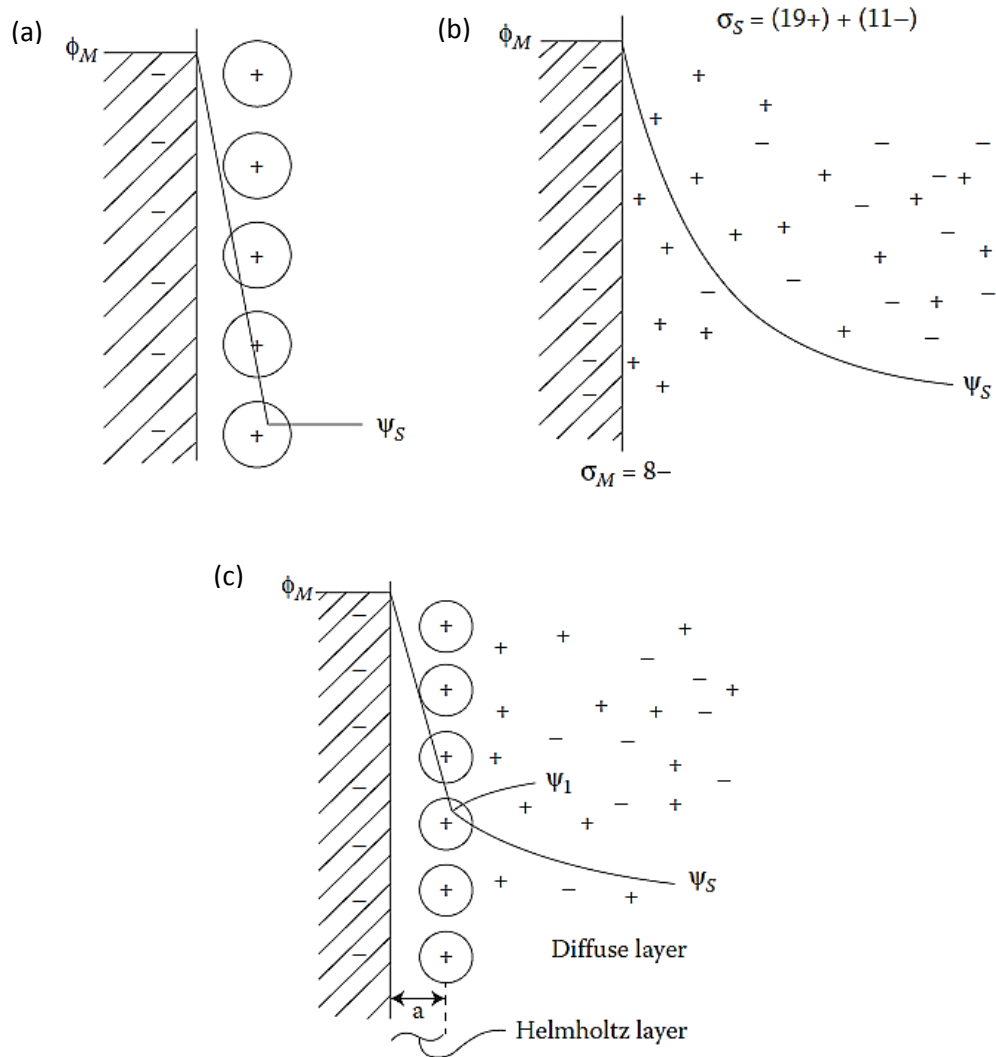 (a)
ϕM
ψS
(b)
σS = (19+) + (11–)
ϕM
ψS
σM = 8–
(c)
ϕM
ψ1
ψS
Diffuse layer
a
Helmholtz layer